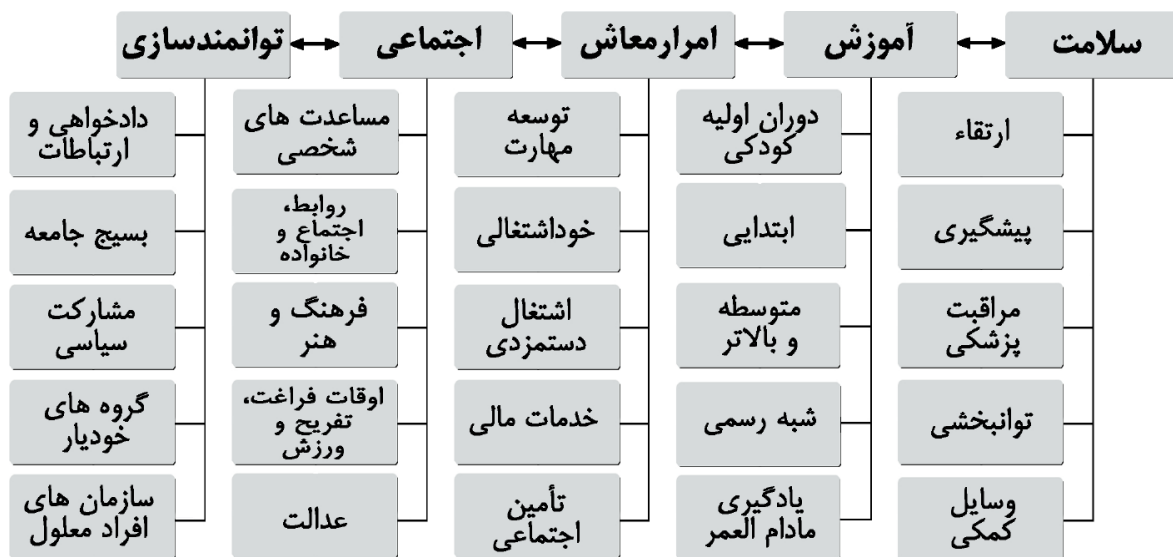 سلامت
آموزش
امرارمعاش
اجتماعی
توانمندسازی
ارتقاء
پیشگیری
مراقبت
پزشکی
توانبخشی
وسایل
کمکی
دوران اولیه
کودکی
ابتدایی
متوسطه
و بالاتر
شبه رسمی
یادگیری
مادام العمر
توسعه
مهارت
خوداشتغالی
اشتغال
دستمزدی
خدمات مالی
تأمین
اجتماعی
مساعدت های
شخصی
روابط،
اجتماع و
خانواده
فرهنگ و
هنر
اوقات فراغت،
تفریح و
ورزش
عدالت
دادخواهی و
ارتباطات
بسیج جامعه
مشارکت
سیاسی
گروه های
خودیار
سازمان های
افراد معلول